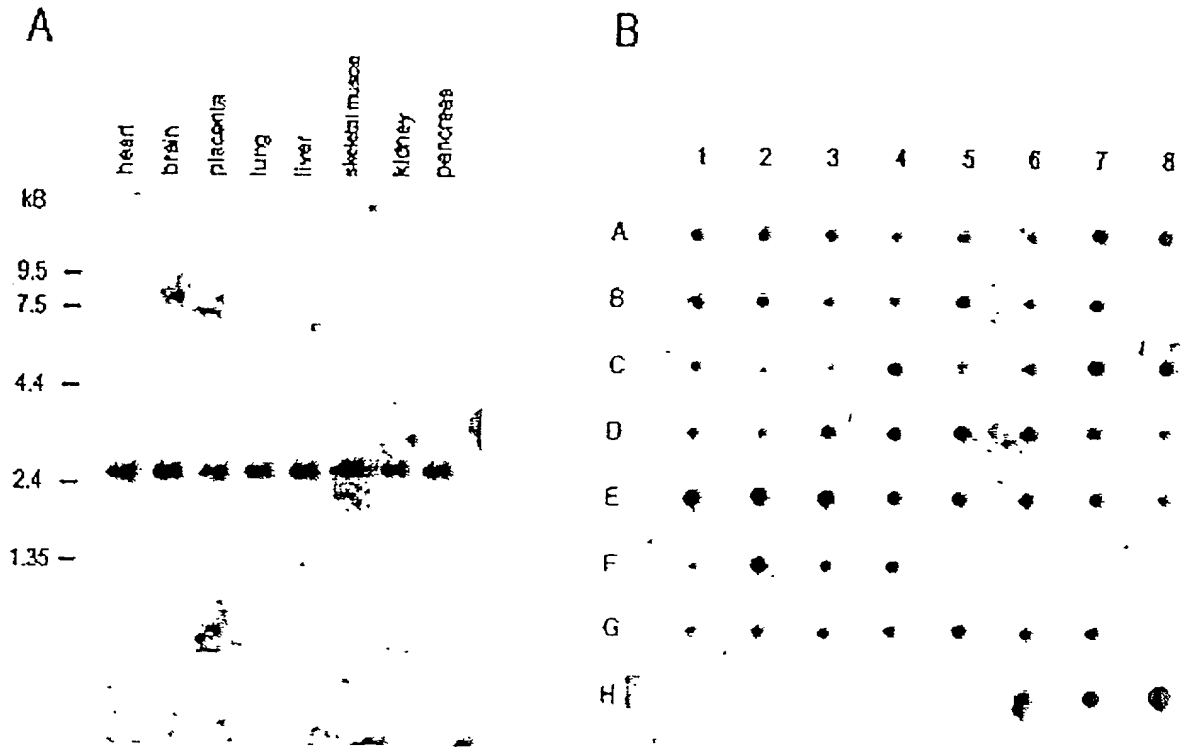 A
heart
brain
placenta
lung
liver
skeletal muscle
kidney
pancreas
kB
9.5
7.5
4.4
2.4
1.35
B
1 2 3 4 5 6 7 8
A
B
C
D
E
F
G
H